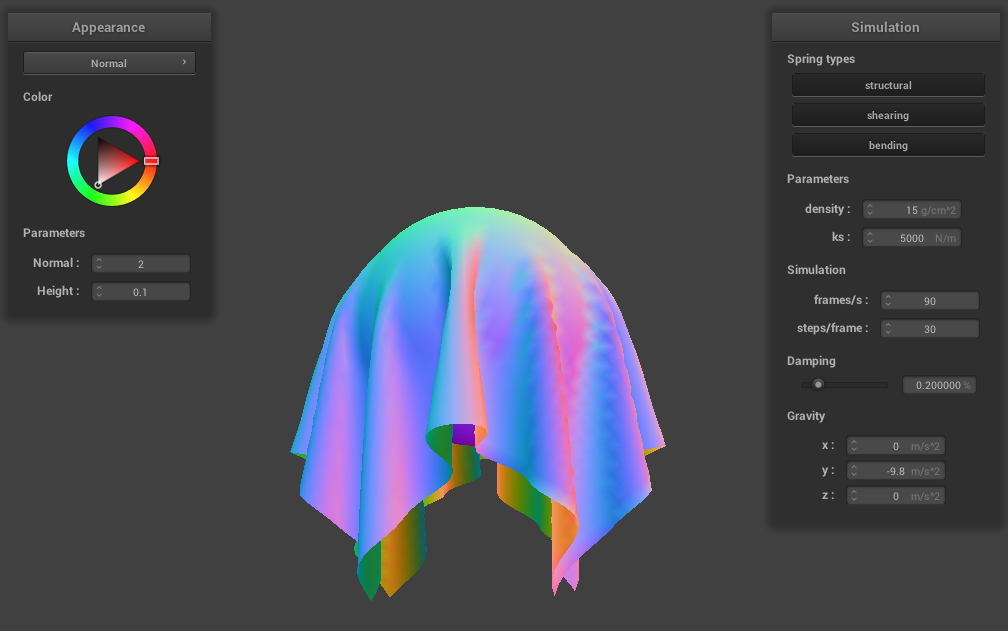 Appearance
Normal
Color
Parameters
Normal : 2
Height : 0.1
Simulation
Spring types
structural
shearing
bending
Parameters
density : 15 g/cm^2
ks : 5000 N/m
Simulation
frames/s : 90
steps/frame : 30
Damping
0.200000 %
Gravity
x : 0 m/s^2
y : -9.8 m/s^2
z : 0 m/s^2